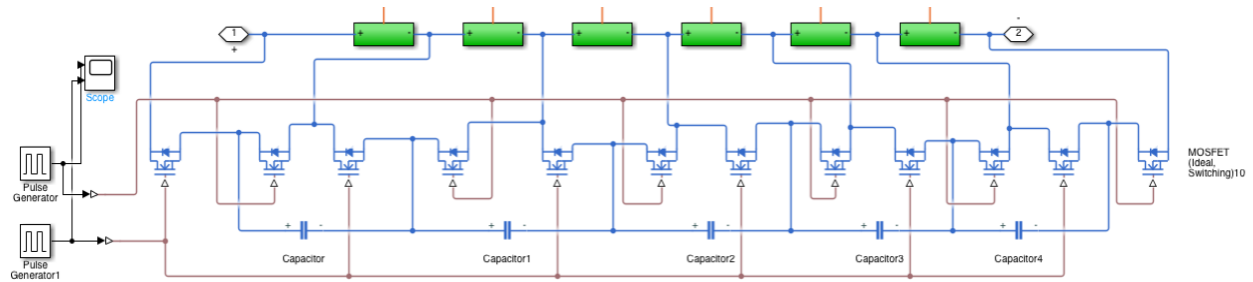 -
1
+
+ -
+ -
+ -
+ -
+ -
+ -
2
Scope
Pulse
Generator
Pulse
Generator1
MOSFET
(Ideal,
Switching)10
+ -
+ -
+ -
+ -
+ -
Capacitor
Capacitor1
Capacitor2
Capacitor3
Capacitor4